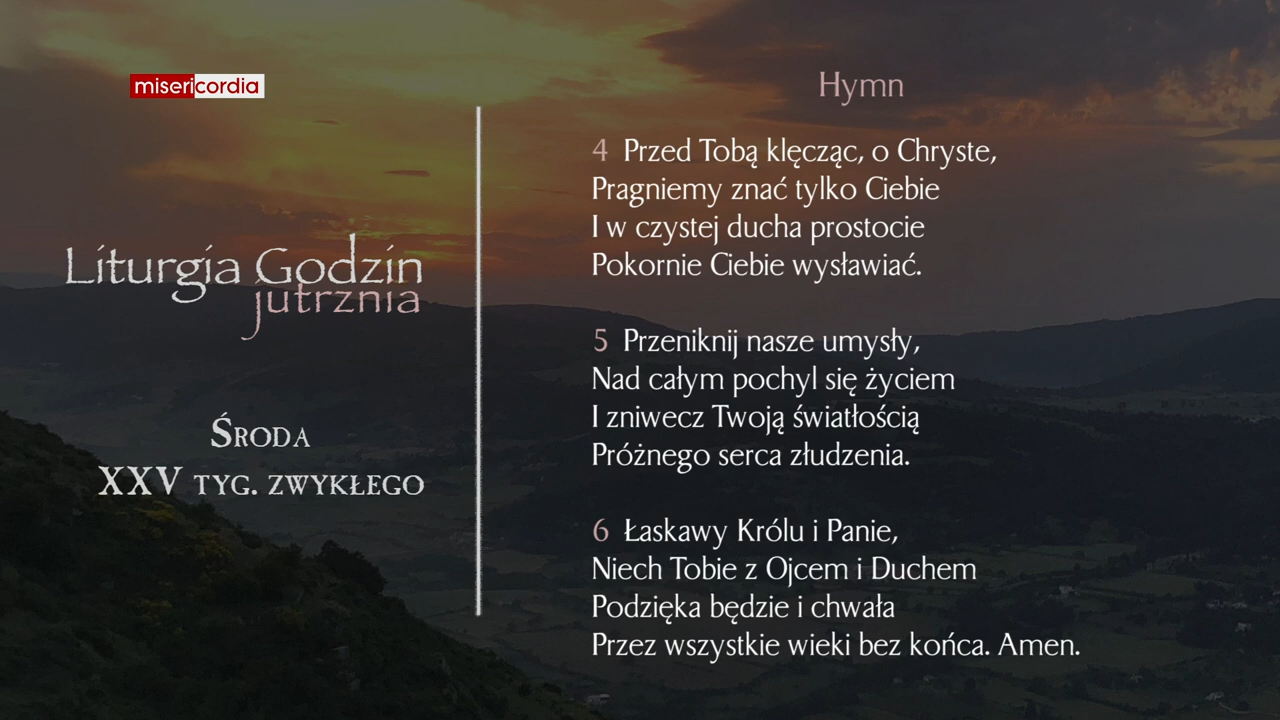 misericordia
Liturgia Godzin
jutrznia
Środa
XXV tyg. zwykłego
Hymn
4 Przed Tobą klęcząc, o Chryste,
Pragniemy znać tylko Ciebie
I w czystej ducha prostocie
Pokornie Ciebie wysławiać.
5 Przeniknij nasze umysły,
Nad całym pochyl się życiem
I zniwecz Twoją światłością
Próżnego serca złudzenia.
6 Łaskawy Królu i Panie,
Niech Tobie z Ojcem i Duchem
Podzięka będzie i chwała
Przez wszystkie wieki bez końca. Amen.